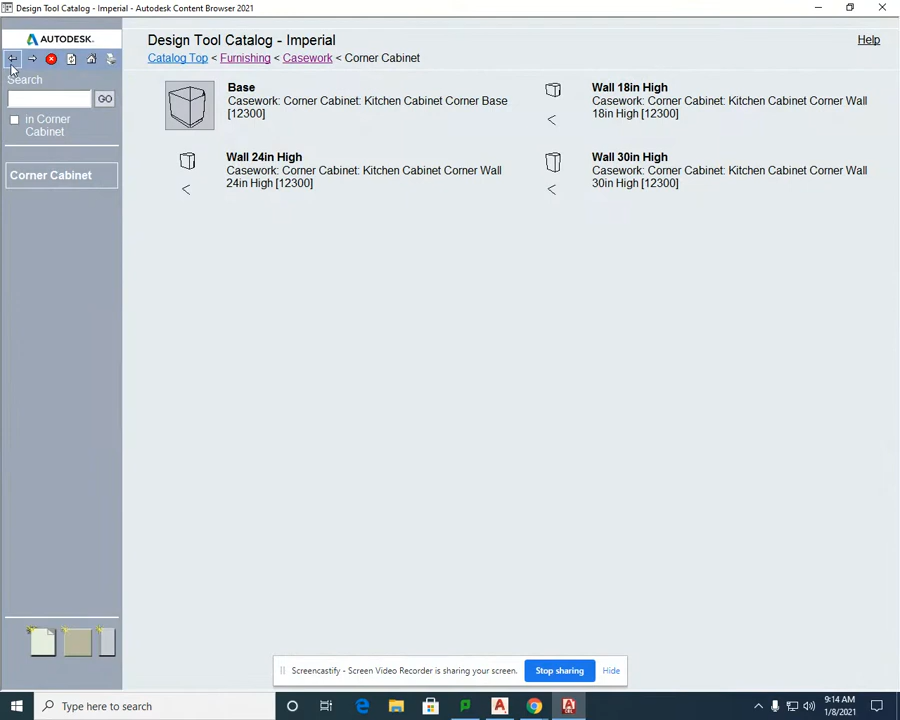 Design Tool Catalog - Imperial - Autodesk Content Browser 2021
AUTODESK.
Search
GO
in Corner
Cabinet
Corner Cabinet
Design Tool Catalog - Imperial
Help
Catalog Top < Furnishing < Casework < Corner Cabinet
Base
Casework: Corner Cabinet: Kitchen Cabinet Corner Base
[12300]
Wall 18in High
Casework: Corner Cabinet: Kitchen Cabinet Corner Wall
18in High [12300]
Wall 24in High
Casework: Corner Cabinet: Kitchen Cabinet Corner Wall
24in High [12300]
Wall 30in High
Casework: Corner Cabinet: Kitchen Cabinet Corner Wall
30in High [12300]
Screencastify - Screen Video Recorder is sharing your screen.
Stop sharing
Hide
Type here to search
9:14 AM
1/8/2021